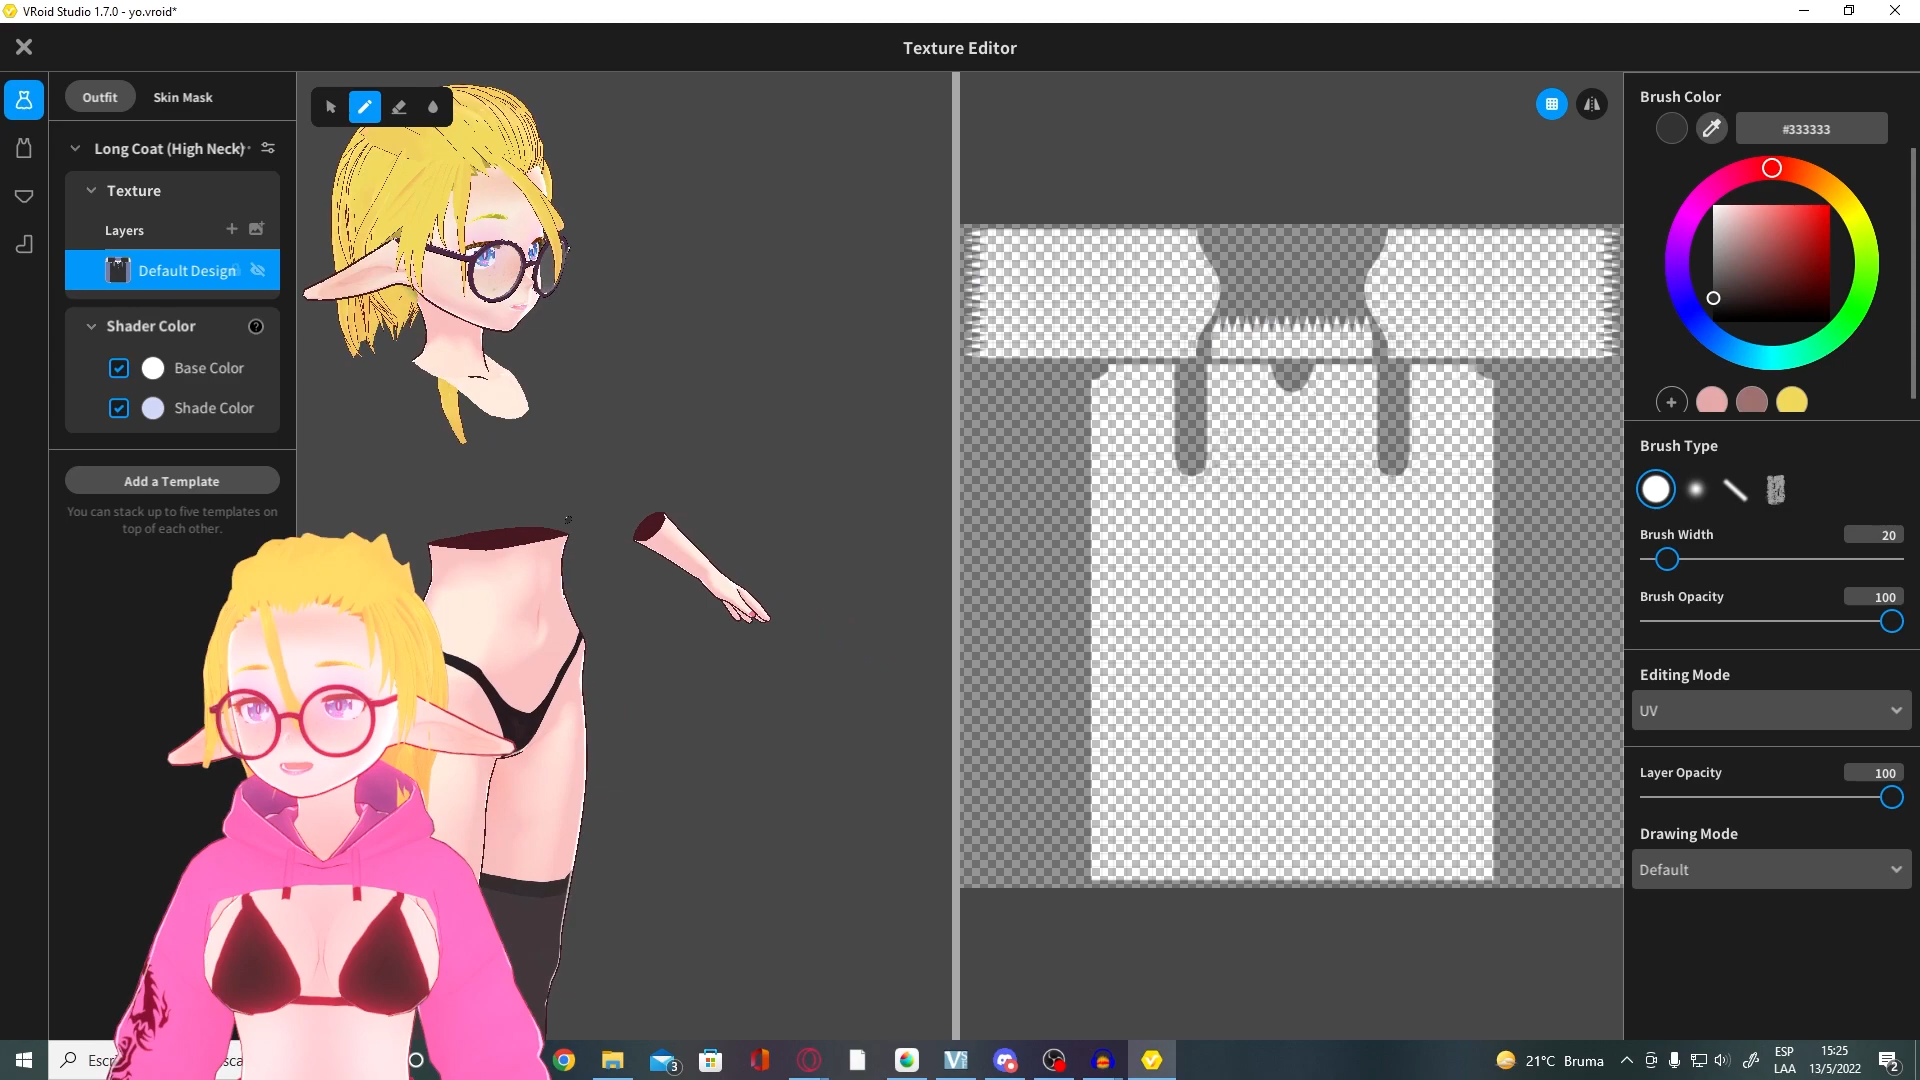 VRoid Studio 1.7.0 - yo.vroid*
Texture Editor
Outfit
Skin Mask
Long Coat (High Neck)
Texture
Layers
Default Design
Shader Color
?
Base Color
Shade Color
Add a Template
You can stack up to five templates on
top of each other.
Brush Color
#333333
Brush Type
Brush Width
20
Brush Opacity
100
Editing Mode
UV
Layer Opacity
100
Drawing Mode
Default
3
21°C Bruma
ESP
LAA
15:25
13/5/2022
2